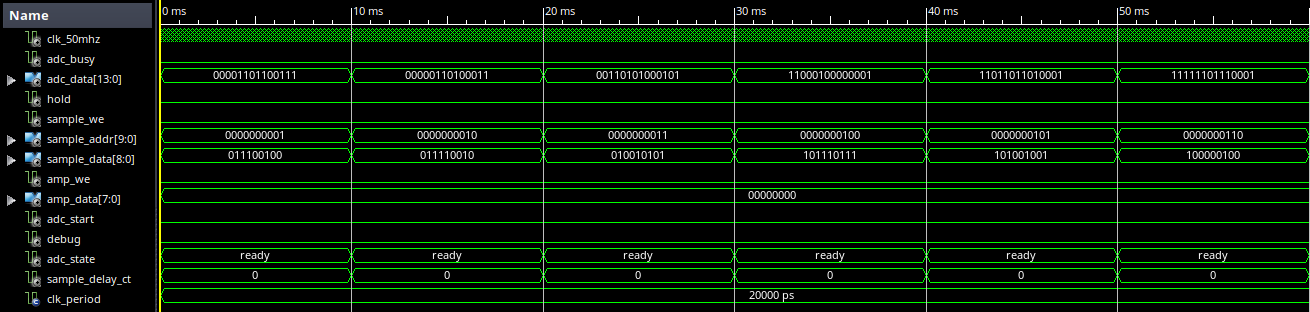 Name 0 ms 10 ms 20 ms 30 ms 40 ms 50 ms
clk_50mhz
adc_busy
adc_data[13:0] 00001101100111 00000110100011 00110101000101 11000100000001 11011011010001 11111101110001
hold
sample_we
sample_addr[9:0] 0000000001 0000000010 0000000011 0000000100 0000000101 0000000110
sample_data[8:0] 011100100 011110010 010010101 101110111 101001001 100000100
amp_we
amp_data[7:0] 00000000
adc_start
debug
adc_state ready ready ready ready ready ready
sample_delay_ct 0 0 0 0 0 0
clk_period 20000 ps